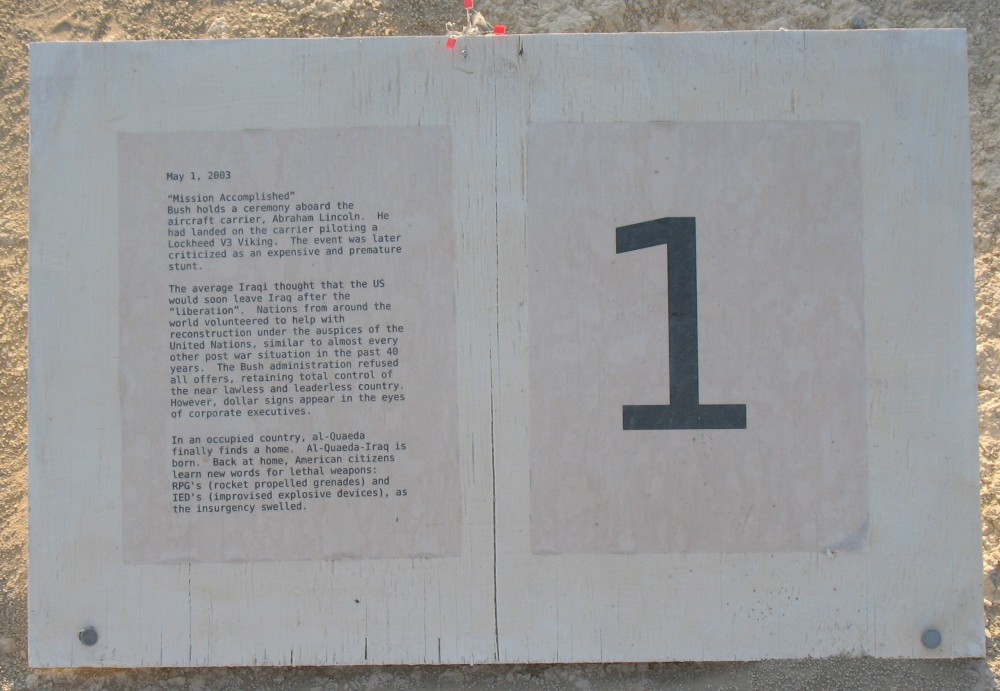 May 1, 2003
“Mission Accomplished”
Bush holds a ceremony aboard the
aircraft carrier, Abraham Lincoln.  He
had landed on the carrier piloting a
Lockheed V3 Viking.  The event was later
criticized as an expensive and premature
stunt.
The average Iraqi thought that the US
would soon leave Iraq after the
“liberation”.  Nations from around the
world volunteered to help with
reconstruction under the auspices of the
United Nations, similar to almost every
other post war situation in the past 40
years.  The Bush administration refused
all offers, retaining total control of
the near lawless and leaderless country.
However, dollar signs appear in the eyes
of corporate executives.
In an occupied country, al-Quaeda
finally finds a home.  Al-Quaeda-Iraq is
born.  Back at home, American citizens
learn new words for lethal weapons:
RPG's (rocket propelled grenades) and
IED's (improvised explosive devices), as
the insurgency swelled.
1